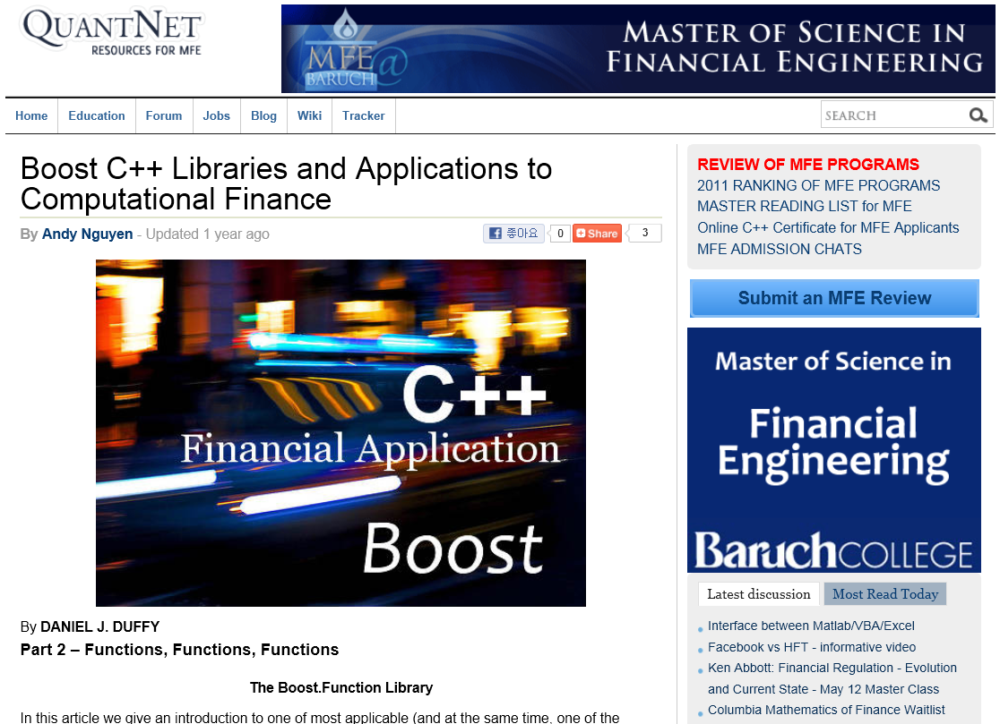 QUANTNET
RESOURCES FOR MFE
MFE@
BARUCH
MASTER OF SCIENCE IN
FINANCIAL ENGINEERING
Home Education Forum Jobs Blog Wiki Tracker
SEARCH
Boost C++ Libraries and Applications to
Computational Finance
By Andy Nguyen - Updated 1 year ago
좋아요 0 Share 3
C++
Financial Application
Boost
By DANIEL J. DUFFY
Part 2 – Functions, Functions, Functions
The Boost.Function Library
In this article we give an introduction to one of most applicable (and at the same time, one of the
REVIEW OF MFE PROGRAMS
2011 RANKING OF MFE PROGRAMS
MASTER READING LIST for MFE
Online C++ Certificate for MFE Applicants
MFE ADMISSION CHATS
Submit an MFE Review
Master of Science in
Financial
Engineering
Baruch COLLEGE
Latest discussion Most Read Today
Interface between Matlab/VBA/Excel
Facebook vs HFT - informative video
Ken Abbott: Financial Regulation - Evolution
and Current State - May 12 Master Class
Columbia Mathematics of Finance Waitlist